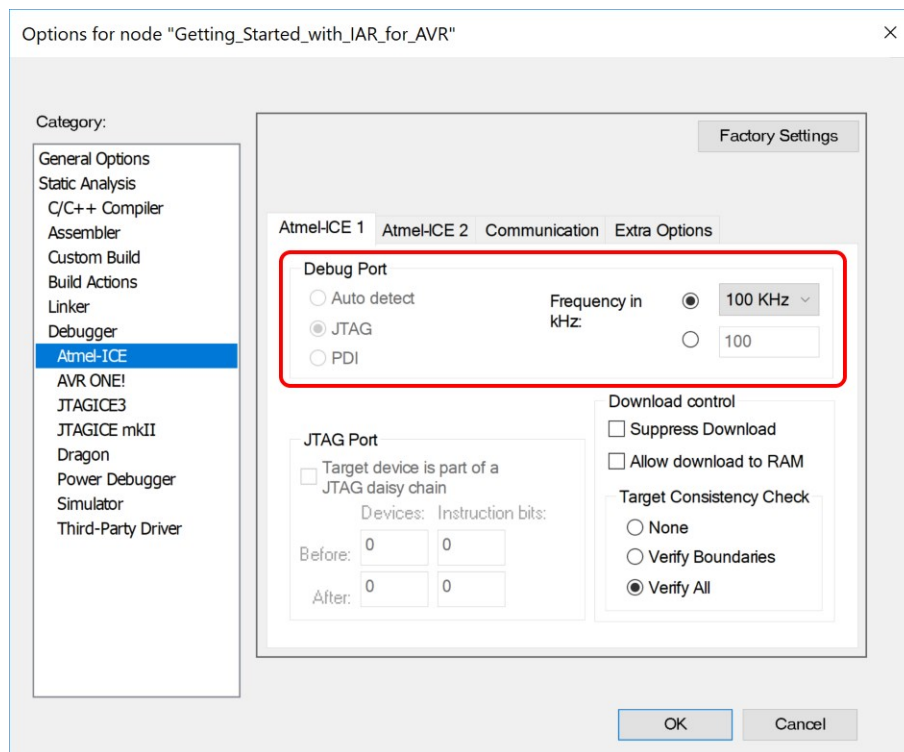 Options for node "Getting_Started_with_IAR_for_AVR"
Category:
General Options
Static Analysis
C/C++ Compiler
Assembler
Custom Build
Build Actions
Linker
Debugger
Atmel-ICE
AVR ONE!
JTAGICE3
JTAGICE mkII
Dragon
Power Debugger
Simulator
Third-Party Driver
Factory Settings
Atmel-ICE 1 Atmel-ICE 2 Communication Extra Options
Debug Port
Auto detect
JTAG
PDI
Frequency in
kHz:
100 KHz
100
JTAG Port
Target device is part of a
JTAG daisy chain
Devices: Instruction bits:
Before: 0 0
After: 0 0
Download control
Suppress Download
Allow download to RAM
Target Consistency Check
None
Verify Boundaries
Verify All
OK Cancel